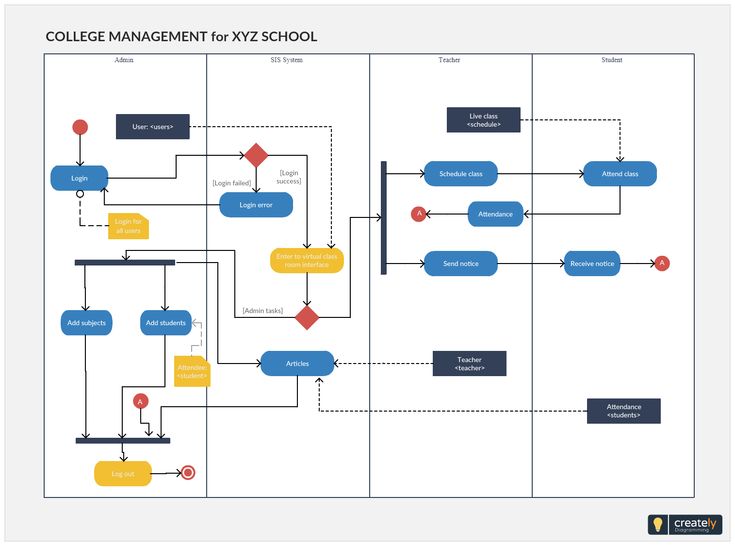 COLLEGE MANAGEMENT for XYZ SCHOOL
Admin
SIS System
Teacher
Student
User: <users>
Live class
<schedule>
Login
[Login failed]
[Login
success]
Login error
Schedule class
Attend class
A
Attendance
Login for
all users
Enter to virtual class
room interface
Send notice
Receive notice
A
[Admin tasks]
Add subjects
Add students
Attendee:
<student>
Articles
Teacher
<teacher>
A
Attendance
<students>
Log out
creately
Diagramming